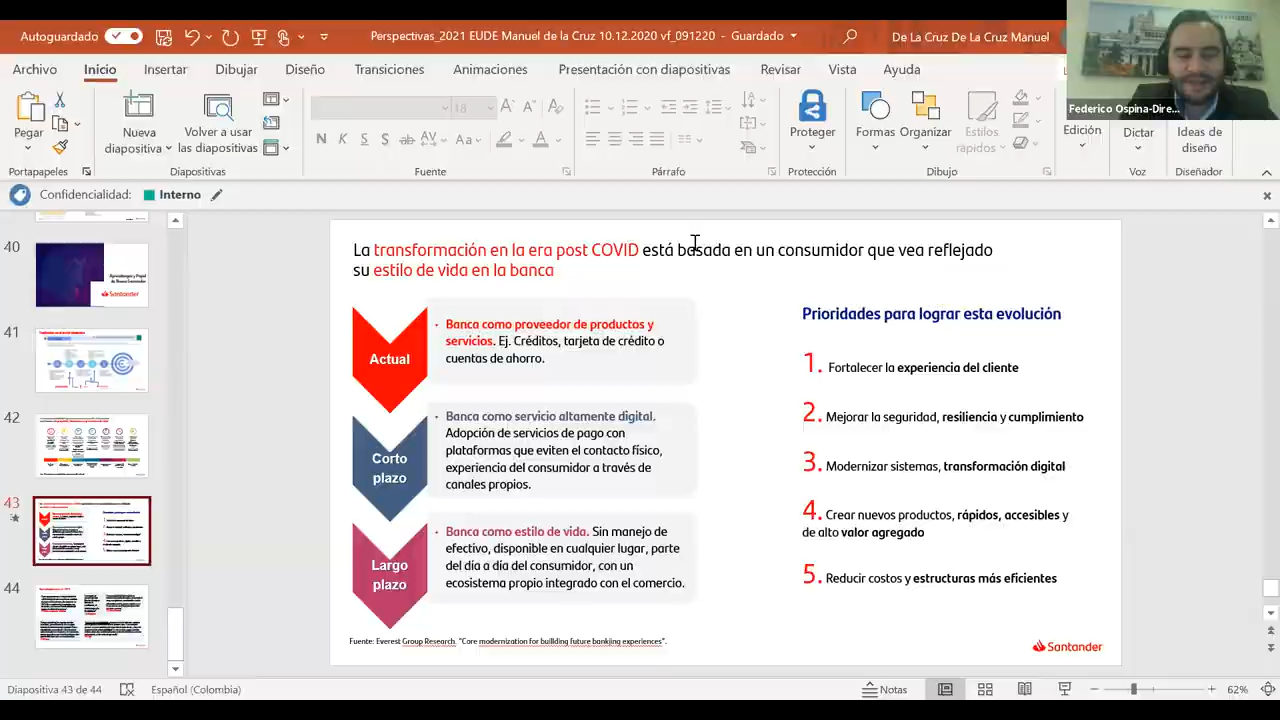 Autoguardado
Perspectivas_2021 EUDE Manuel de la Cruz 10.12.2020 vf_091220 - Guardado
De La Cruz De La Cruz Manuel
Federico Ospina-Dire...
Archivo Inicio Insertar Dibujar Diseño Transiciones Animaciones Presentación con diapositivas Revisar Vista Ayuda
Pegar
Nueva
diapositiva
Volver a usar
las diapositivas
18
N K S S ab AV Aa A
Proteger
Formas
Organizar
Estilos
rápidos
Edición
Dictar
Ideas de
diseño
Portapapeles
Diapositivas
Fuente
Párrafo
Protección
Dibujo
Voz
Diseñador
Confidencialidad: Interno
40
41
42
43
44
Santander
La transformación en la era post COVID está basada en un consumidor que vea reflejado
su estilo de vida en la banca
Actual
• Banca como proveedor de productos y
servicios. Ej. Créditos, tarjeta de crédito o
cuentas de ahorro.
Corto
plazo
• Banca como servicio altamente digital.
Adopción de servicios de pago con
plataformas que eviten el contacto físico,
experiencia del consumidor a través de
canales propios.
Largo
plazo
• Banca como estilo de vida. Sin manejo de
efectivo, disponible en cualquier lugar, parte
del día a día del consumidor, con un
ecosistema propio integrado con el comercio.
Prioridades para lograr esta evolución
1. Fortalecer la experiencia del cliente
2. Mejorar la seguridad, resiliencia y cumplimiento
3. Modernizar sistemas, transformación digital
4. Crear nuevos productos, rápidos, accesibles y
de alto valor agregado
5. Reducir costos y estructuras más eficientes
Fuente: Everest Group Research. "Core modernization for buillding future bankjng experiences".
Santander
Diapositiva 43 de 44
Español (Colombia)
Notas
62%